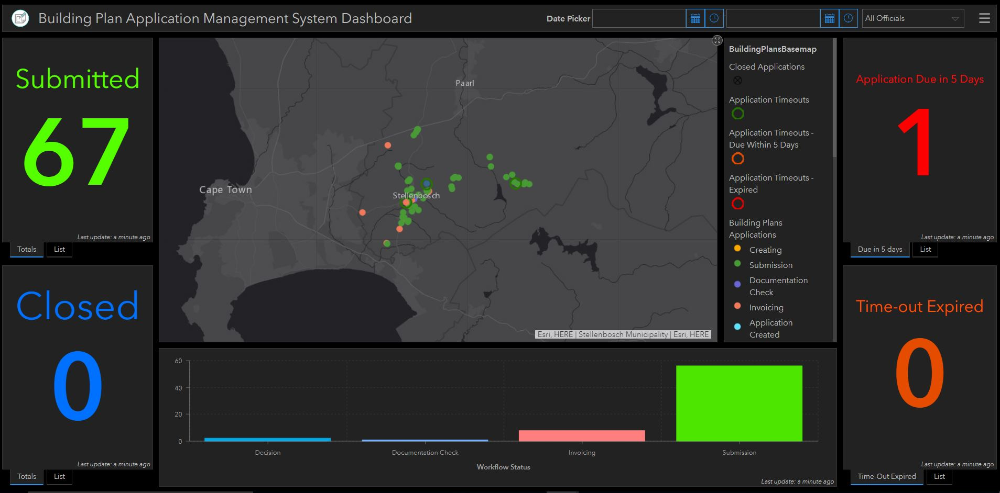 Building Plan Application Management System Dashboard
Date Picker
-
All Officials
Submitted
67
Last update: a minute ago
Totals
List
Closed
0
Last update: a minute ago
Totals
List
Paarl
Cape Town
Stellenbosch
Esri, HERE | Stellenbosch Municipality | Esri, HERE
BuildingPlansBasemap
Closed Applications
Application Timeouts
Application Timeouts -
Due Within 5 Days
Application Timeouts -
Expired
Building Plans
Applications
Creating
Submission
Documentation
Check
Invoicing
Application
Created
60
40
20
0
Decision
Documentation Check
Invoicing
Submission
Workflow Status
Last update: a minute ago
Application Due in 5 Days
1
Last update: a minute ago
Due in 5 days
List
Time-out Expired
0
Last update: a minute ago
Time-Out Expired
List